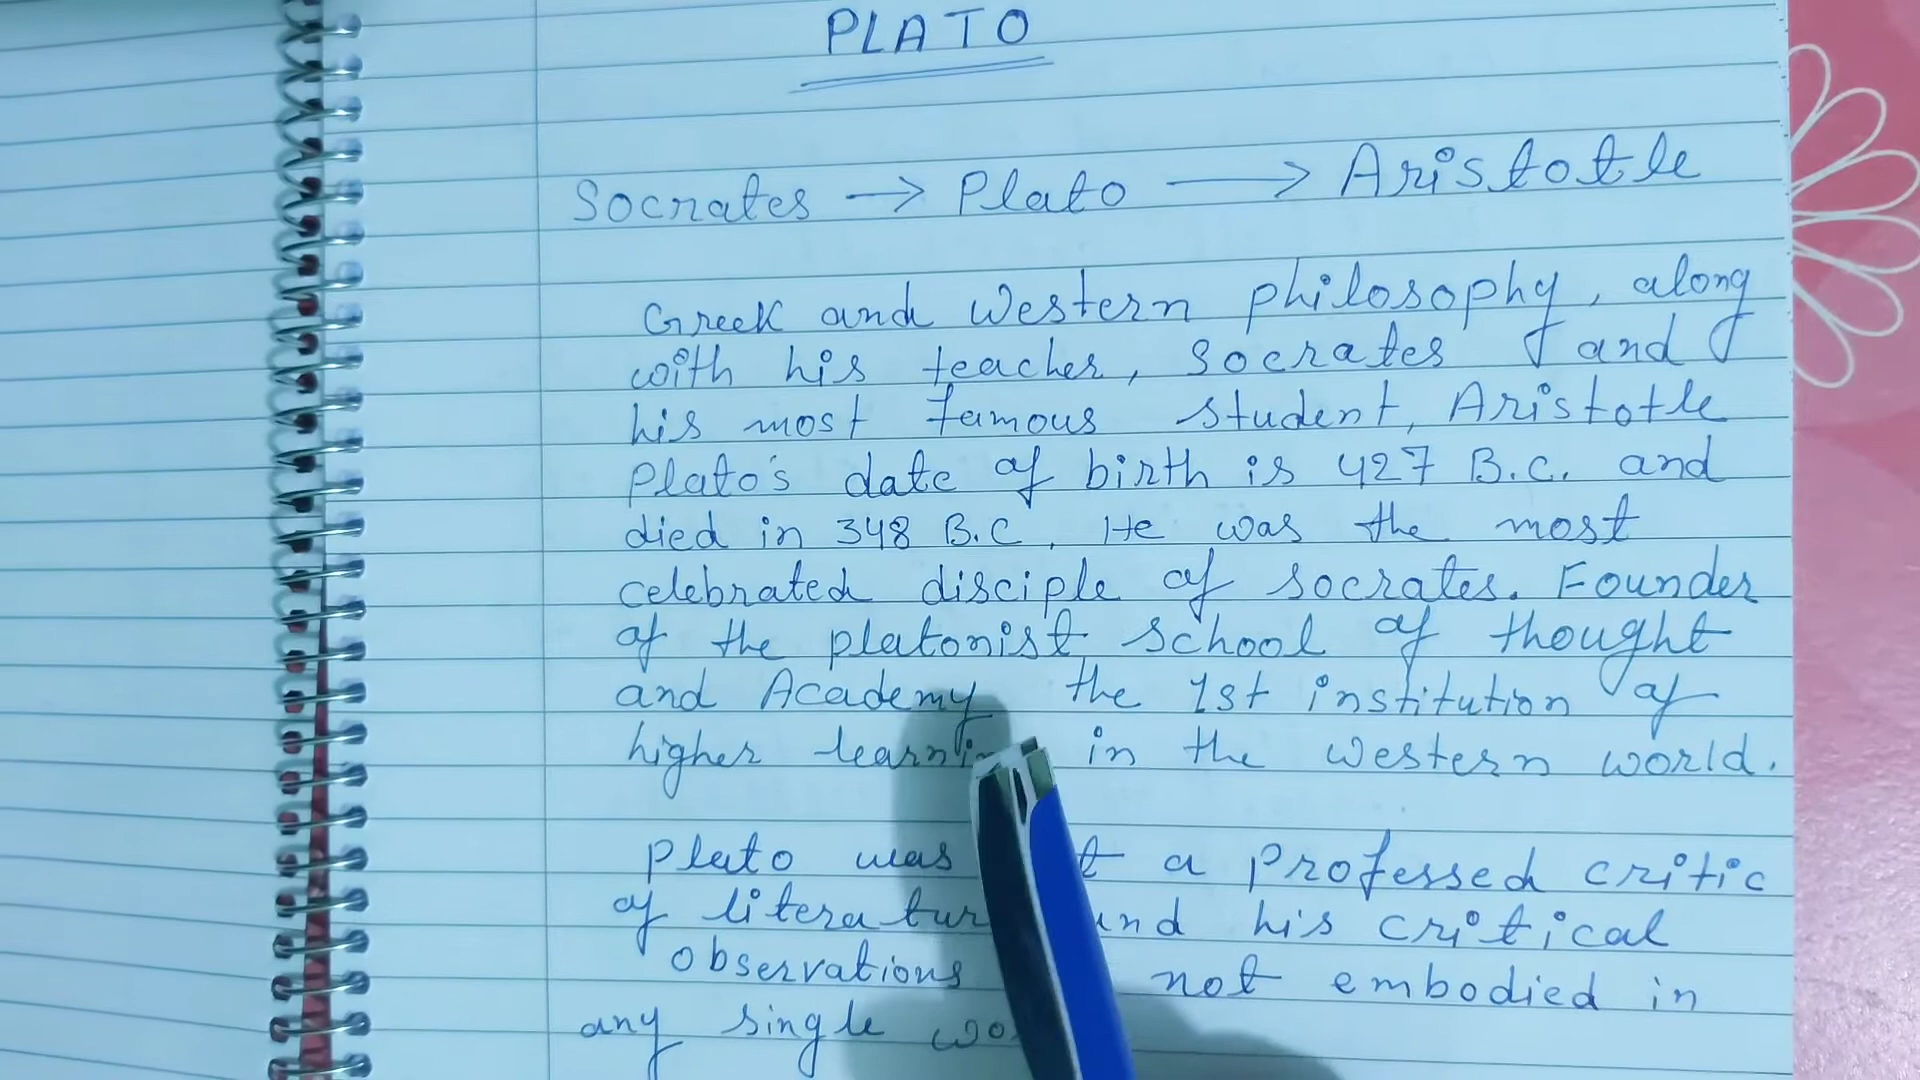 PLATO
Socrates → Plato → Aristotle
Greek and Western philosophy, along
with his teacher, Socrates and
his most famous student, Aristotle
Plato's date of birth is 427 B.C. and
died in 348 B.C. He was the most
celebrated disciple of Socrates. Founder
of the platonist school of thought
and Academy the 1st institution of
higher in the western world.
Plato was a professed critic
of his critical
observations not embodied in
any single